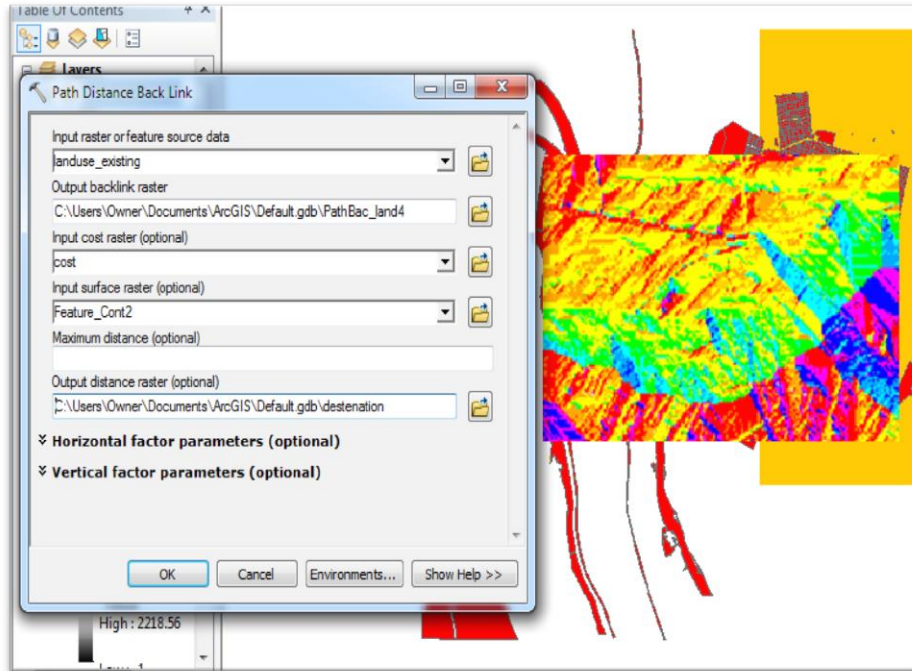 Table Of Contents
Layers
Path Distance Back Link
Input raster or feature source data
landuse_existing
Output backlink raster
C:\Users\Owner\Documents\ArcGIS\Default.gdb\PathBac_land4
Input cost raster (optional)
cost
Input surface raster (optional)
Feature_Cont2
Maximum distance (optional)
Output distance raster (optional)
C:\Users\Owner\Documents\ArcGIS\Default.gdb\destenation
Horizontal factor parameters (optional)
Vertical factor parameters (optional)
OK Cancel Environments... Show Help >>
High : 2218.56
Low : 1